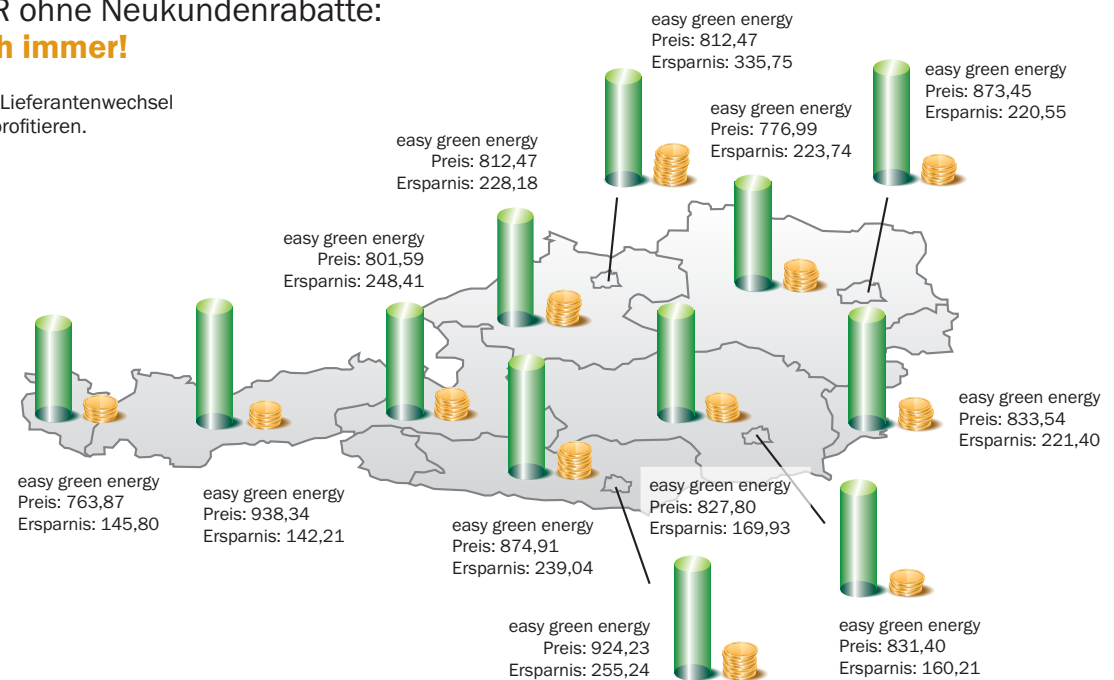 R ohne Neukundenrabatte:
h immer!
Lieferantenwechsel
profitieren.
easy green energy
Preis: 812,47
Ersparnis: 335,75
easy green energy
Preis: 873,45
Ersparnis: 220,55
easy green energy
Preis: 776,99
Ersparnis: 223,74
easy green energy
Preis: 812,47
Ersparnis: 228,18
easy green energy
Preis: 801,59
Ersparnis: 248,41
easy green energy
Preis: 833,54
Ersparnis: 221,40
easy green energy
Preis: 763,87
Ersparnis: 145,80
easy green energy
Preis: 938,34
Ersparnis: 142,21
easy green energy
Preis: 874,91
Ersparnis: 239,04
easy green energy
Preis: 827,80
Ersparnis: 169,93
easy green energy
Preis: 924,23
Ersparnis: 255,24
easy green energy
Preis: 831,40
Ersparnis: 160,21